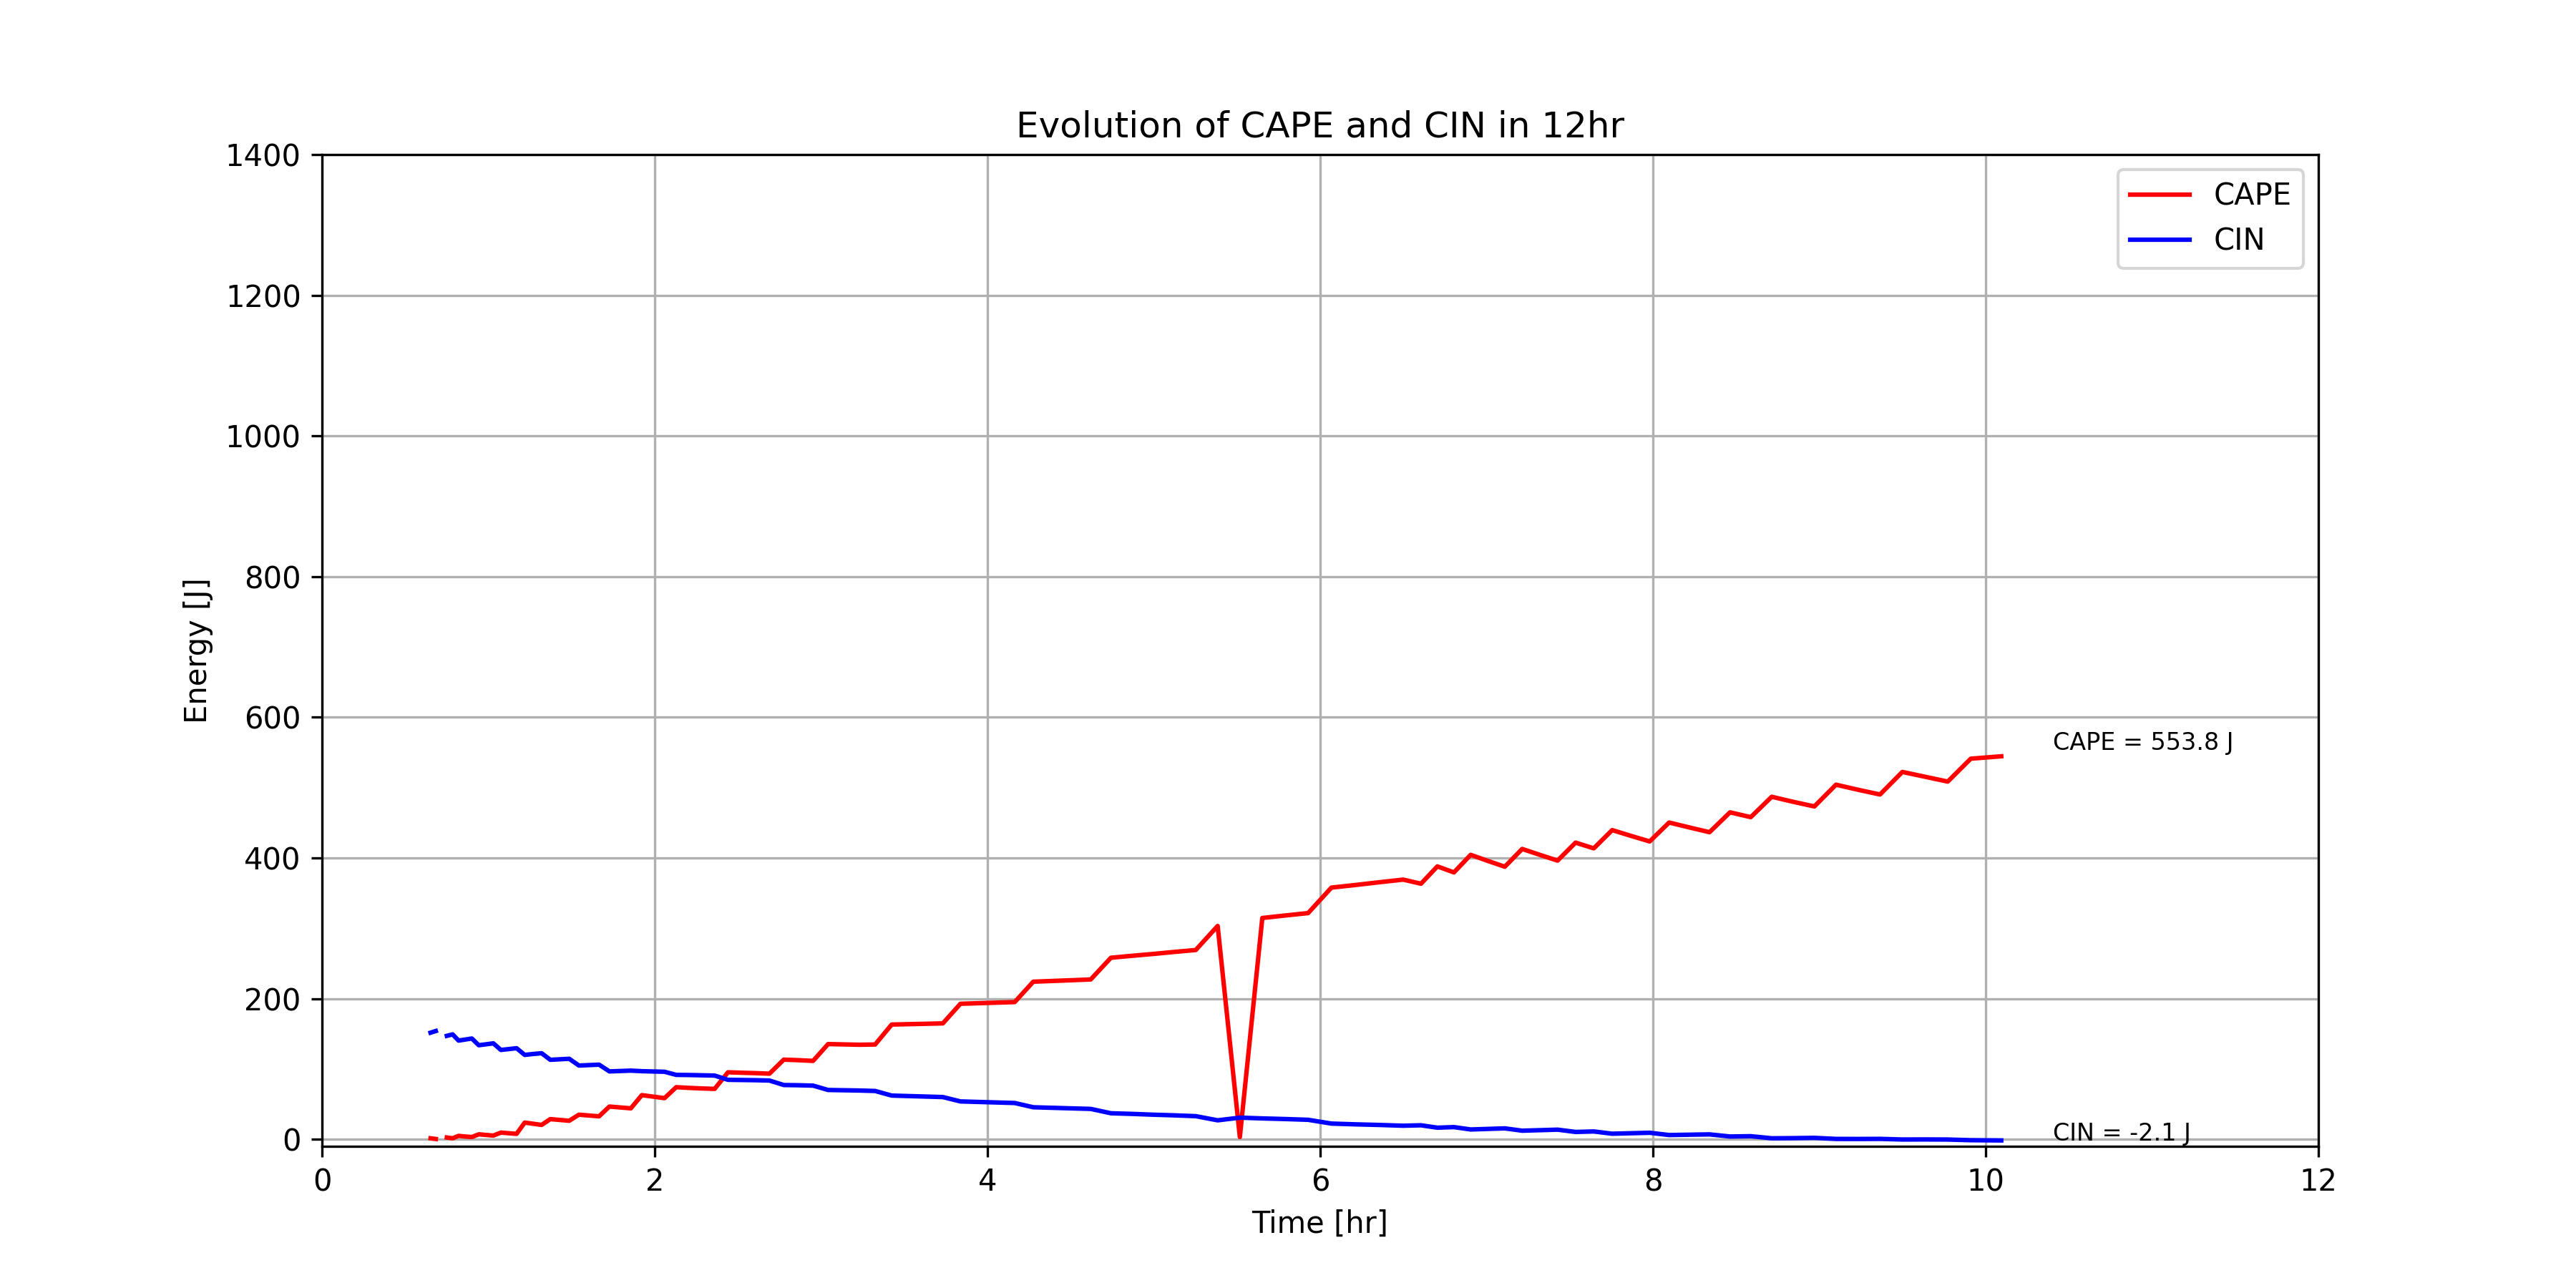 Evolution of CAPE and CIN in 12hr
1400
1200
1000
800
600
400
200
0
Energy [J]
CAPE
CIN
CAPE = 553.8 J
CIN = -2.1 J
0 2 4 6 8 10 12
Time [hr]